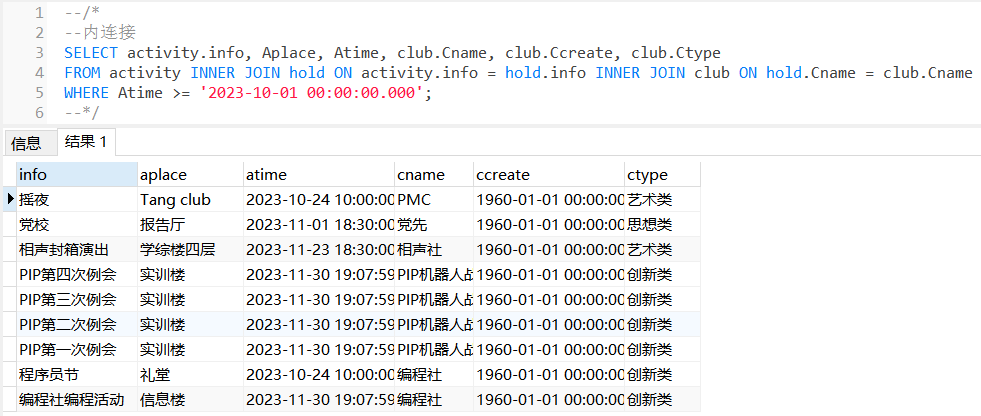 1 --/*
2 --内连接
3 SELECT activity.info, Aplace, Atime, club.Cname, club.Ccreate, club.Ctype
4 FROM activity INNER JOIN hold ON activity.info = hold.info INNER JOIN club ON hold.Cname = club.Cname
5 WHERE Atime >= '2023-10-01 00:00:00.000';
6 --*/
信息 结果 1
info aplace atime cname ccreate ctype
摇夜 Tang club 2023-10-24 10:00:00 PMC 1960-01-01 00:00:00 艺术类
党校 报告厅 2023-11-01 18:30:00 党先 1960-01-01 00:00:00 思想类
相声封箱演出 学综楼四层 2023-11-23 18:30:00 相声社 1960-01-01 00:00:00 艺术类
PIP第四次例会 实训楼 2023-11-30 19:07:59 PIP机器人战 1960-01-01 00:00:00 创新类
PIP第三次例会 实训楼 2023-11-30 19:07:59 PIP机器人战 1960-01-01 00:00:00 创新类
PIP第二次例会 实训楼 2023-11-30 19:07:59 PIP机器人战 1960-01-01 00:00:00 创新类
PIP第一次例会 实训楼 2023-11-30 19:07:59 PIP机器人战 1960-01-01 00:00:00 创新类
程序员节 礼堂 2023-10-24 10:00:00 编程社 1960-01-01 00:00:00 创新类
编程社编程活动 信息楼 2023-11-30 19:07:59 编程社 1960-01-01 00:00:00 创新类